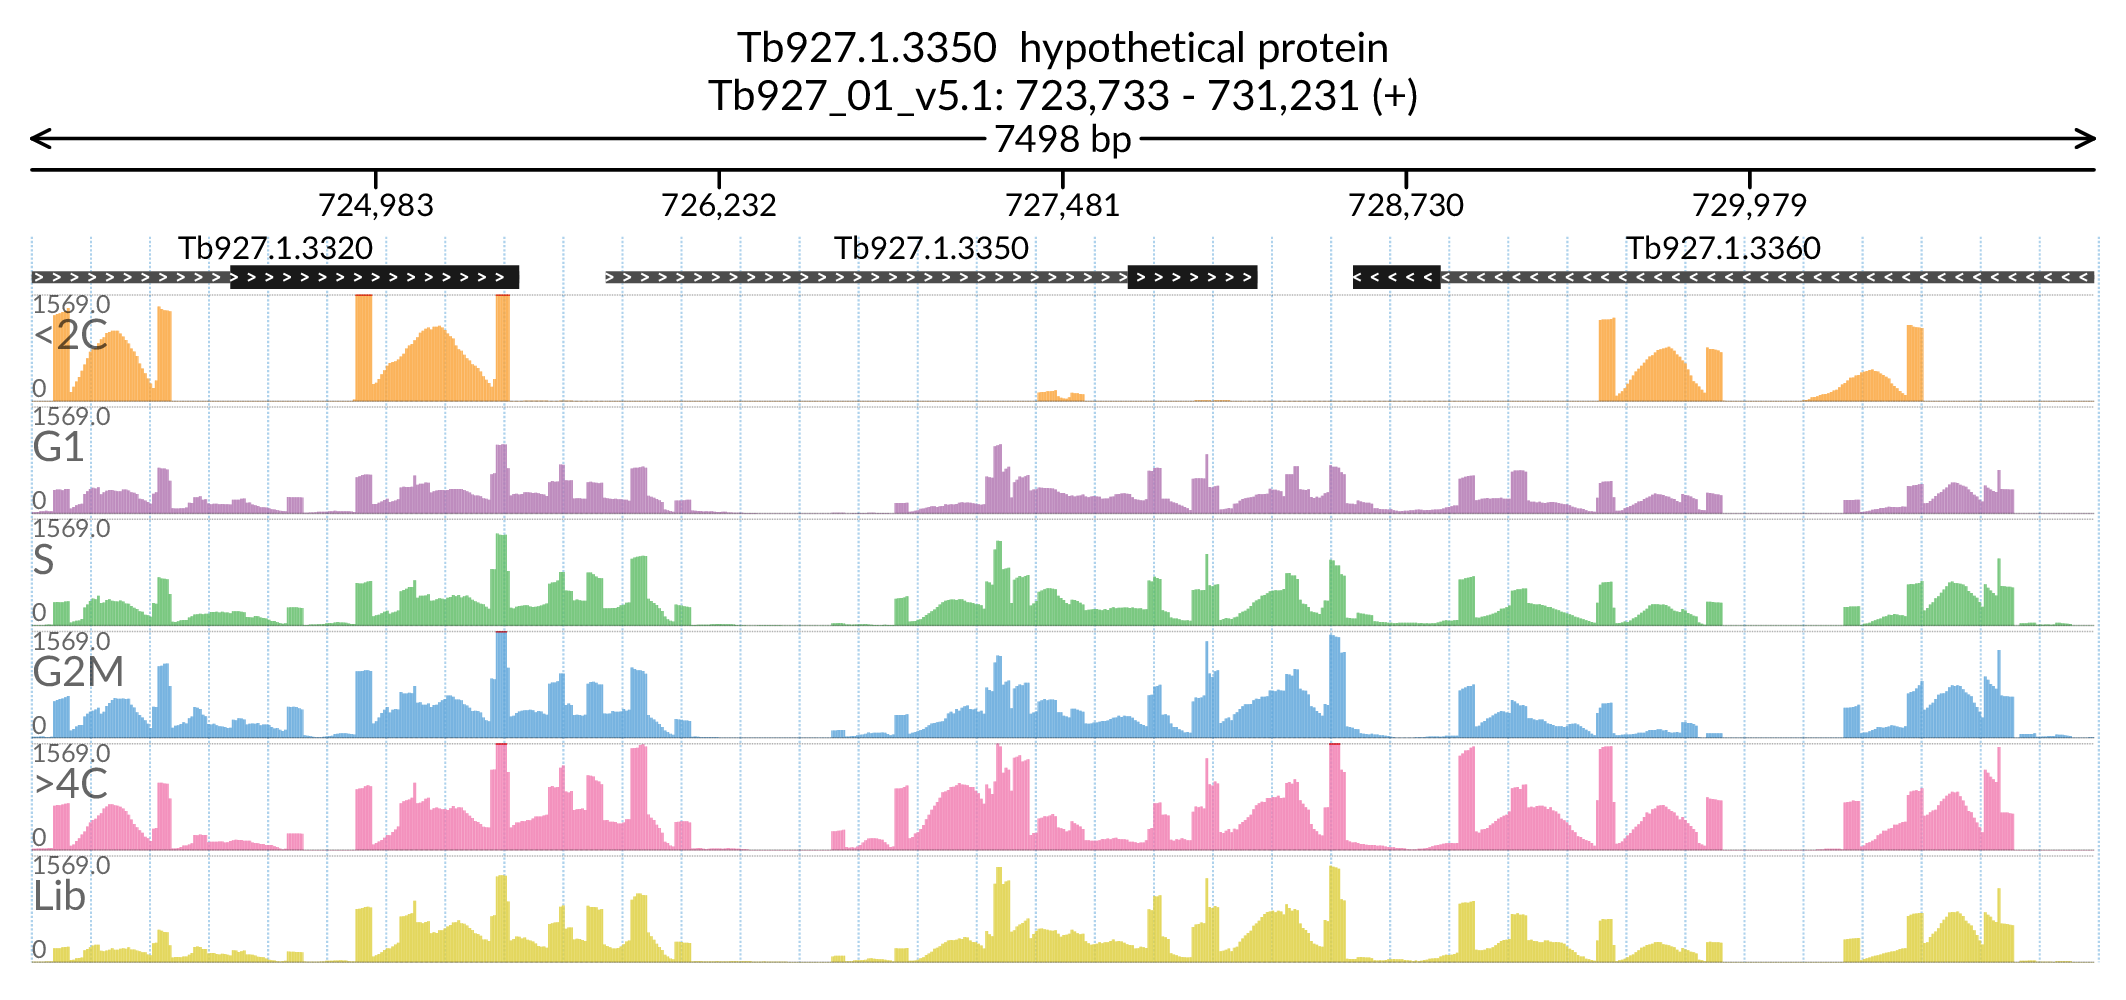 Tb927.1.3350  hypothetical protein
Tb927_01_v5.1: 723,733 - 731,231 (+)
7498 bp
724,983 726,232 727,481 728,730 729,979
Tb927.1.3320 Tb927.1.3350 Tb927.1.3360
1569.0
<2C
0
1569.0
G1
0
1569.0
S
0
1569.0
G2M
0
1569.0
>4C
0
1569.0
Lib
0